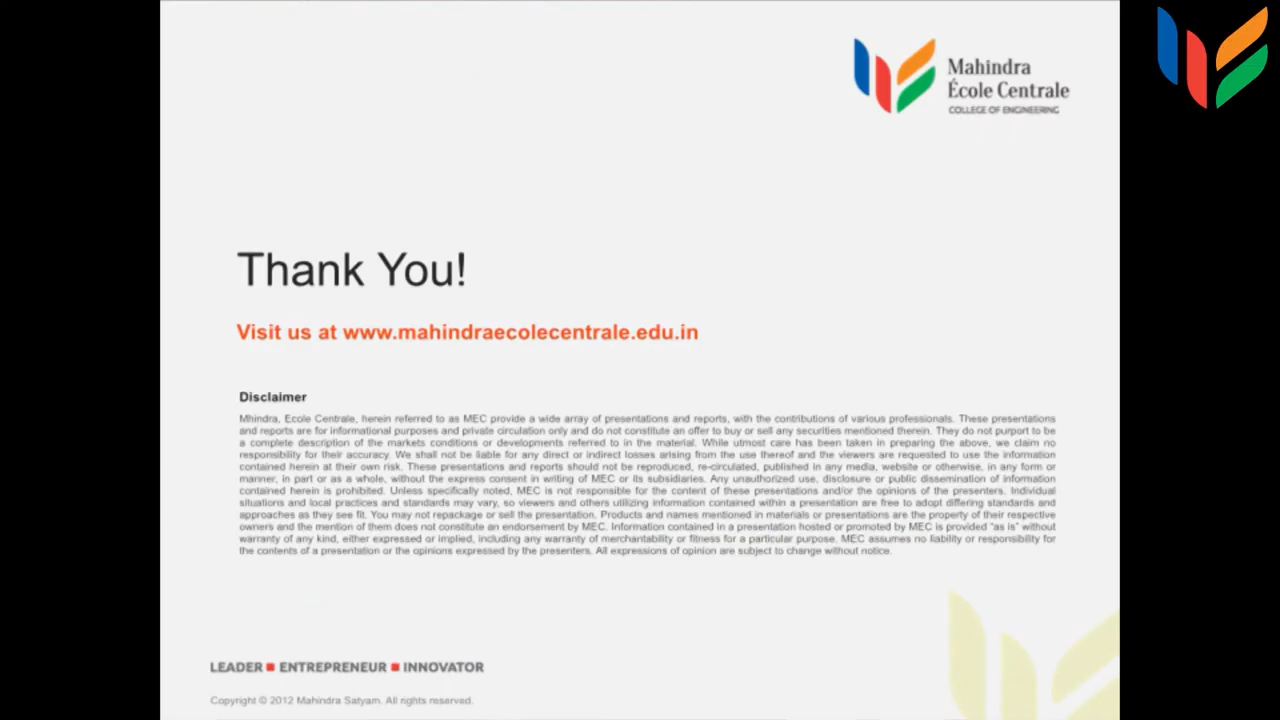 Mahindra
École Centrale
COLLEGE OF ENGINEERING
Thank You!
Visit us at www.mahindraecolecentrale.edu.in
Disclaimer
Mhindra, Ecole Centrale, herein referred to as MEC provide a wide array of presentations and reports, with the contributions of various professionals. These presentations
and reports are for informational purposes and private circulation only and do not constitute an offer to buy or sell any securities mentioned therein. They do not purport to be
a complete description of the markets conditions or developments referred to in the material. While utmost care has been taken in preparing the above, we claim no
responsibility for their accuracy. We shall not be liable for any direct or indirect losses arising from the use thereof and the viewers are requested to use the information
contained herein at their own risk. These presentations and reports should not be reproduced, re-circulated, published in any media, website or otherwise, in any form or
manner, in part or as a whole, without the express consent in writing of MEC or its subsidiaries. Any unauthorized use, disclosure or public dissemination of information
contained herein is prohibited. Unless specifically noted, MEC is not responsible for the content of these presentations and/or the opinions of the presenters. Individual
situations and local practices and standards may vary, so viewers and others utilizing information contained within a presentation are free to adopt differing standards and
approaches as they see fit. You may not repackage or sell the presentation. Products and names mentioned in materials or presentations are the property of their respective
owners and the mention of them does not constitute an endorsement by MEC. Information contained in a presentation hosted or promoted by MEC is provided “as is” without
warranty of any kind, either expressed or implied, including any warranty of merchantability or fitness for a particular purpose. MEC assumes no liability or responsibility for
the contents of a presentation or the opinions expressed by the presenters. All expressions of opinion are subject to change without notice.
LEADER ■ ENTREPRENEUR ■ INNOVATOR
Copyright © 2012 Mahindra Satyam. All rights reserved.